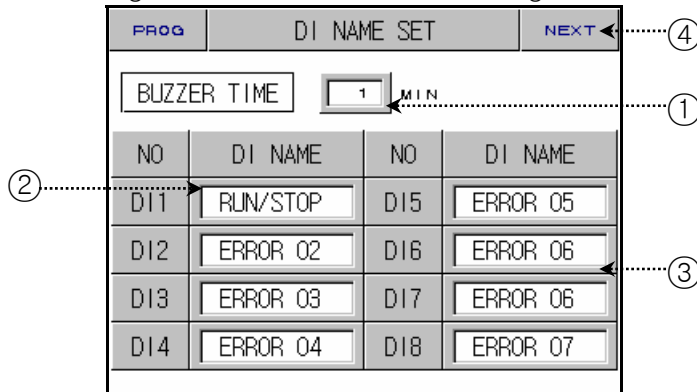 PROG DI NAME SET NEXT ④
BUZZER TIME 1 MIN ①
NO DI NAME NO DI NAME
② DI1 RUN/STOP DI5 ERROR 05
DI2 ERROR 02 DI6 ERROR 06 ③
DI3 ERROR 03 DI7 ERROR 06
DI4 ERROR 04 DI8 ERROR 07